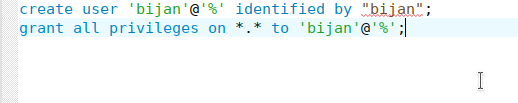 create user 'bijan'@'%' identified by "bijan";
grant all privileges on *.* to 'bijan'@'%';